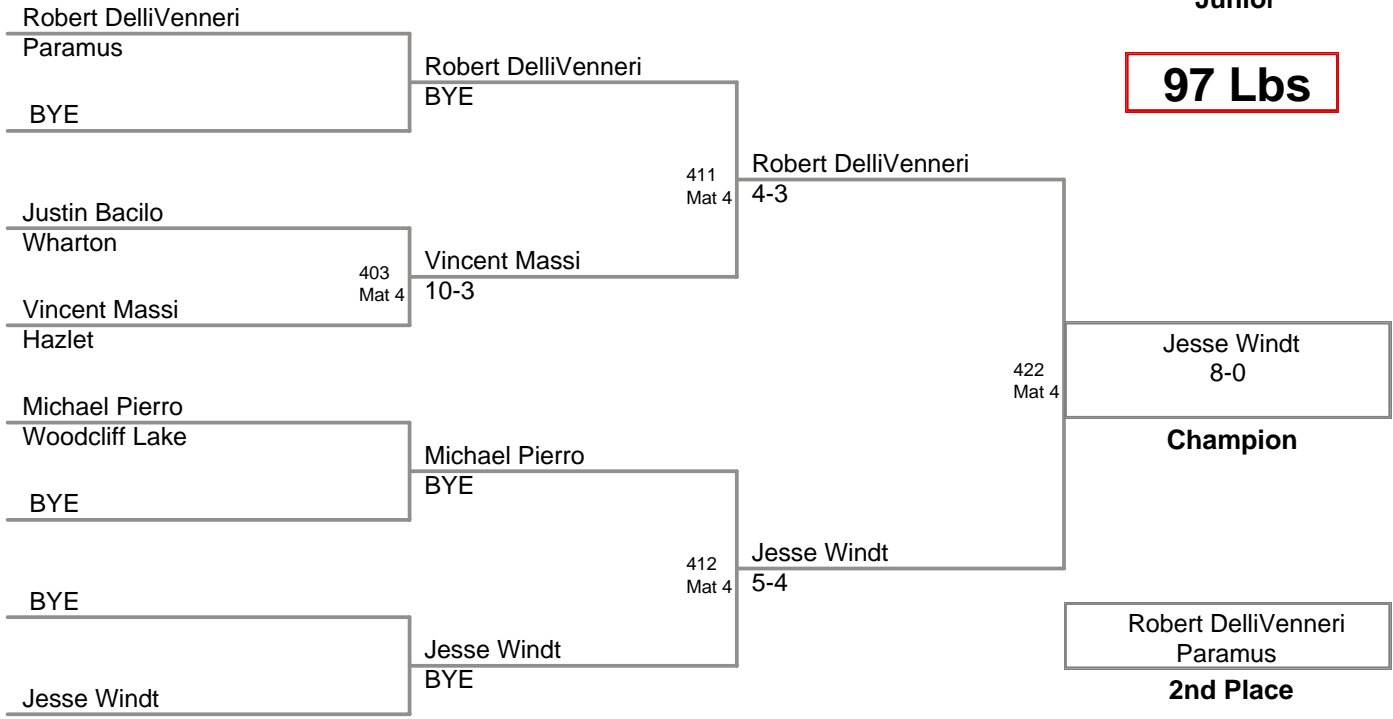 Junior
97 Lbs
Robert DelliVenneri
Paramus
BYE
Justin Bacilo
Wharton
403
Mat 4
Vincent Massi
Hazlet
Michael Pierro
Woodcliff Lake
BYE
BYE
Jesse Windt
Robert DelliVenneri
BYE
411
Mat 4
Vincent Massi
10-3
Michael Pierro
BYE
412
Mat 4
Jesse Windt
BYE
Robert DelliVenneri
4-3
422
Mat 4
Jesse Windt
5-4
Jesse Windt
8-0
Champion
Robert DelliVenneri
Paramus
2nd Place